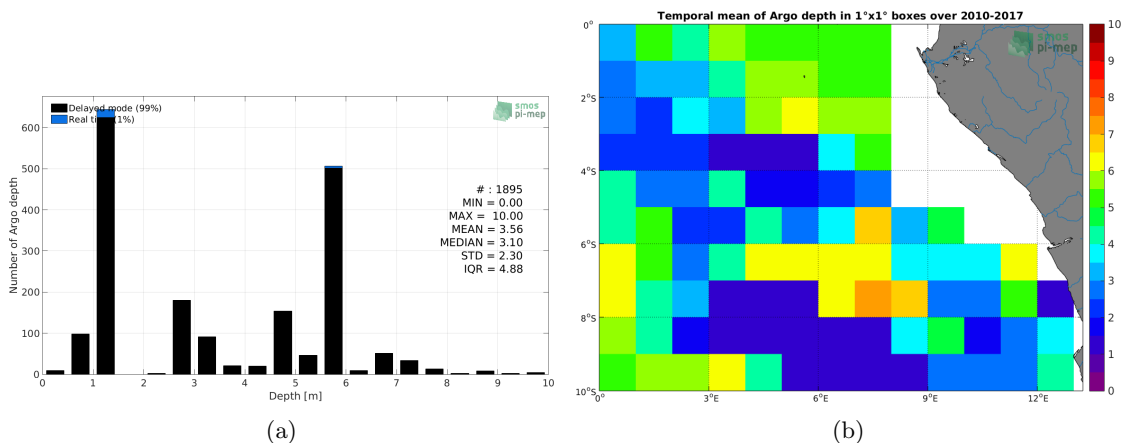 Delayed mode (99%)
Real time (1%)
smos
pi-mep
# : 1895
MIN = 0.00
MAX = 10.00
MEAN = 3.56
MEDIAN = 3.10
STD = 2.30
IQR = 4.88
Number of Argo depth
600
500
400
300
200
100
0
0 1 2 3 4 5 6 7 8 9 10
Depth [m]
(a)
Temporal mean of Argo depth in 1°x1° boxes over 2010-2017
smos
pi-mep
0°
2°S
4°S
6°S
8°S
10°S
0° 3°E 6°E 9°E 12°E
10
9
8
7
6
5
4
3
2
1
0
(b)